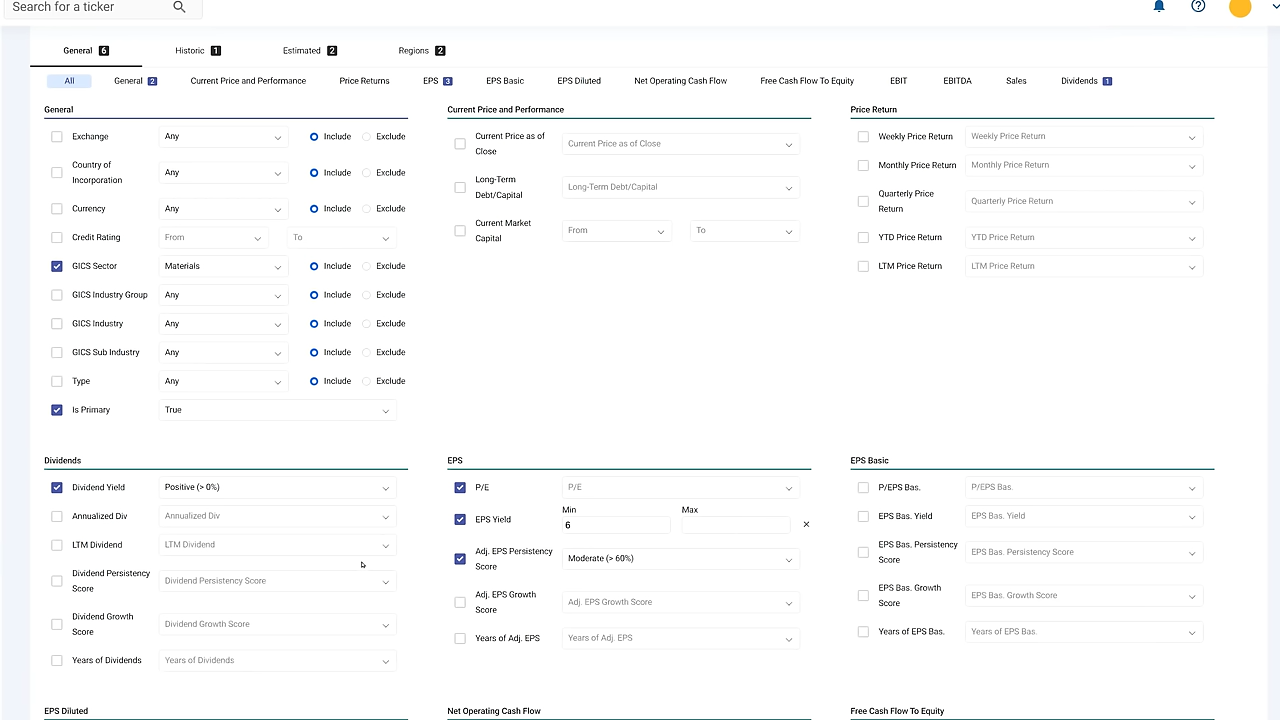 Search for a ticker
General 6 Historic 1 Estimated 2 Regions 2
All General 2 Current Price and Performance Price Returns EPS 3 EPS Basic EPS Diluted Net Operating Cash Flow Free Cash Flow To Equity EBIT EBITDA Sales Dividends 1
General
Exchange Any Include Exclude
Country of
Incorporation Any Include Exclude
Currency Any Include Exclude
Credit Rating From To
GICS Sector Materials Include Exclude
GICS Industry Group Any Include Exclude
GICS Industry Any Include Exclude
GICS Sub Industry Any Include Exclude
Type Any Include Exclude
Is Primary True
Current Price and Performance
Current Price as of
Close Current Price as of Close
Long-Term
Debt/Capital Long-Term Debt/Capital
Current Market
Capital From To
Price Return
Weekly Price Return Weekly Price Return
Monthly Price Return Monthly Price Return
Quarterly Price
Return Quarterly Price Return
YTD Price Return YTD Price Return
LTM Price Return LTM Price Return
Dividends
Dividend Yield Positive (> 0%)
Annualized Div Annualized Div
LTM Dividend LTM Dividend
Dividend Persistency
Score Dividend Persistency Score
Dividend Growth
Score Dividend Growth Score
Years of Dividends Years of Dividends
EPS
P/E P/E
Min Max
EPS Yield 6
Adj. EPS Persistency
Score Moderate (> 60%)
Adj. EPS Growth
Score Adj. EPS Growth Score
Years of Adj. EPS Years of Adj. EPS
EPS Basic
P/EPS Bas. P/EPS Bas.
EPS Bas. Yield EPS Bas. Yield
EPS Bas. Persistency
Score EPS Bas. Persistency Score
EPS Bas. Growth
Score EPS Bas. Growth Score
Years of EPS Bas. Years of EPS Bas.
EPS Diluted
Net Operating Cash Flow
Free Cash Flow To Equity